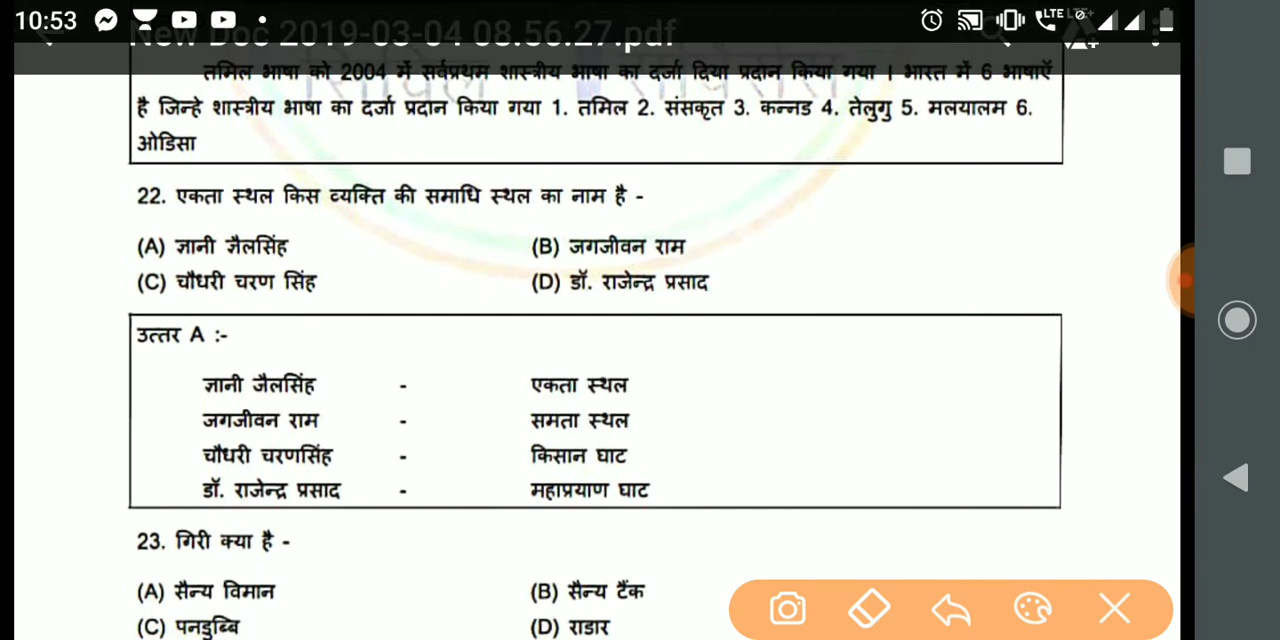 10:53
New Doc 2019-03-04 08.56.27.pdf
तमिल भाषा को 2004 में सर्वप्रथम शास्त्रीय भाषा का दर्जा दिया प्रदान किया गया । भारत में 6 भाषाऍ
है जिन्हे शास्त्रीय भाषा का दर्जा प्रदान किया गया 1. तमिल 2. संसकृत 3. कन्नड 4. तेलुगु 5. मलयालम 6.
ओडिसा
22. एकता स्थल किस व्यक्ति की समाधि स्थल का नाम है -
(A) ज्ञानी ज़ैलसिंह (B) जगजीवन राम
(C) चौधरी चरण सिंह (D) डॉ. राजेन्द्र प्रसाद
उत्तर A :-
ज्ञानी जैलसिंह - एकता स्थल
जगजीवन राम - समता स्थल
चौधरी चरणसिंह - किसान घाट
डॉ. राजेन्द्र प्रसाद - महाप्रयाण घाट
23. गिरी क्या है -
(A) सैन्य विमान (B) सैन्य टैंक
(C) पनडुब्बि (D) राडार